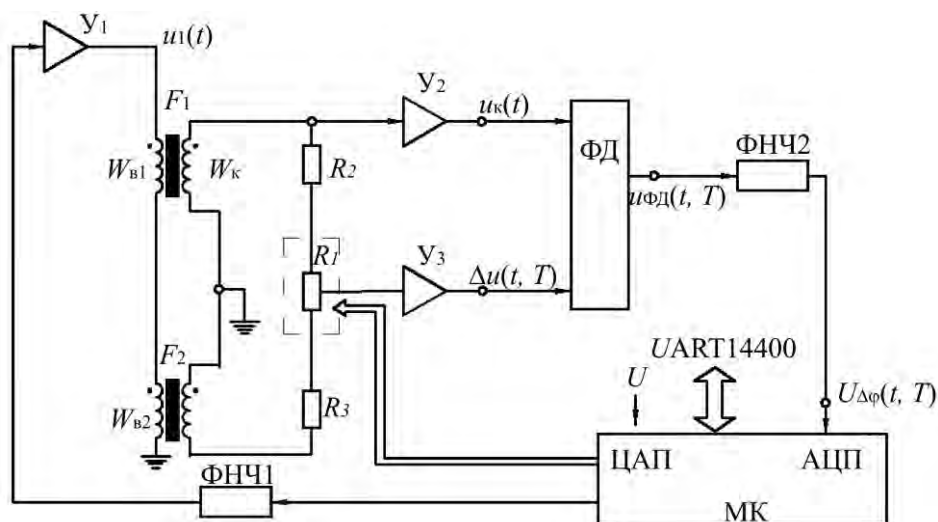 У1
u1(t)
F1
У2
uк(t)
ФД
ФНЧ2
Wв1
Wк
R2
uФД(t, T)
R1
У3
Δu(t, T)
UART14400
F2
U
R3
UΔφ(t, T)
Wв2
ЦАП
АЦП
ФНЧ1
МК